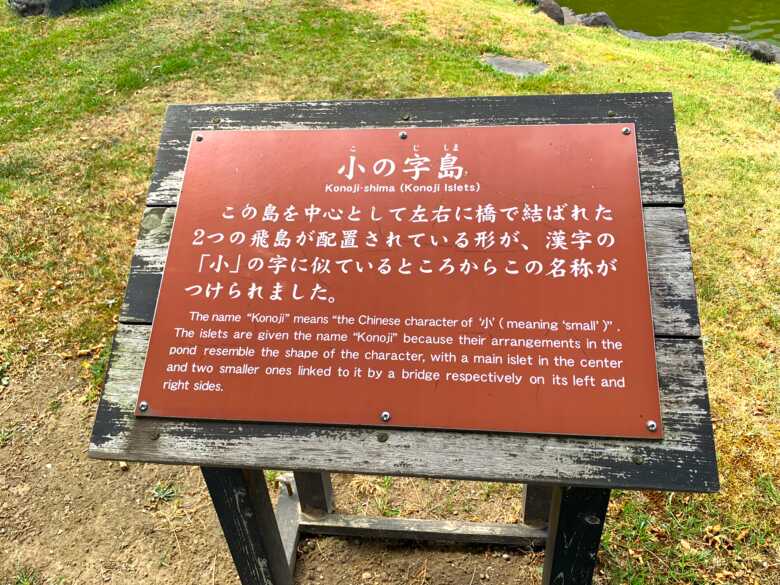 こ じ しま
小の字島
Konoji-shima (Konoji Islets)
この島を中心として左右に橋で結ばれた
2つの飛島が配置されている形が、漢字の
「小」の字に似ているところからこの名称が
つけられました。
The name “Konoji” means “the Chinese character of ‘小’ ( meaning ‘small’ )” .
The islets are given the name “Konoji” because their arrangements in the
pond resemble the shape of the character, with a main islet in the center
and two smaller ones linked to it by a bridge respectively on its left and
right sides.